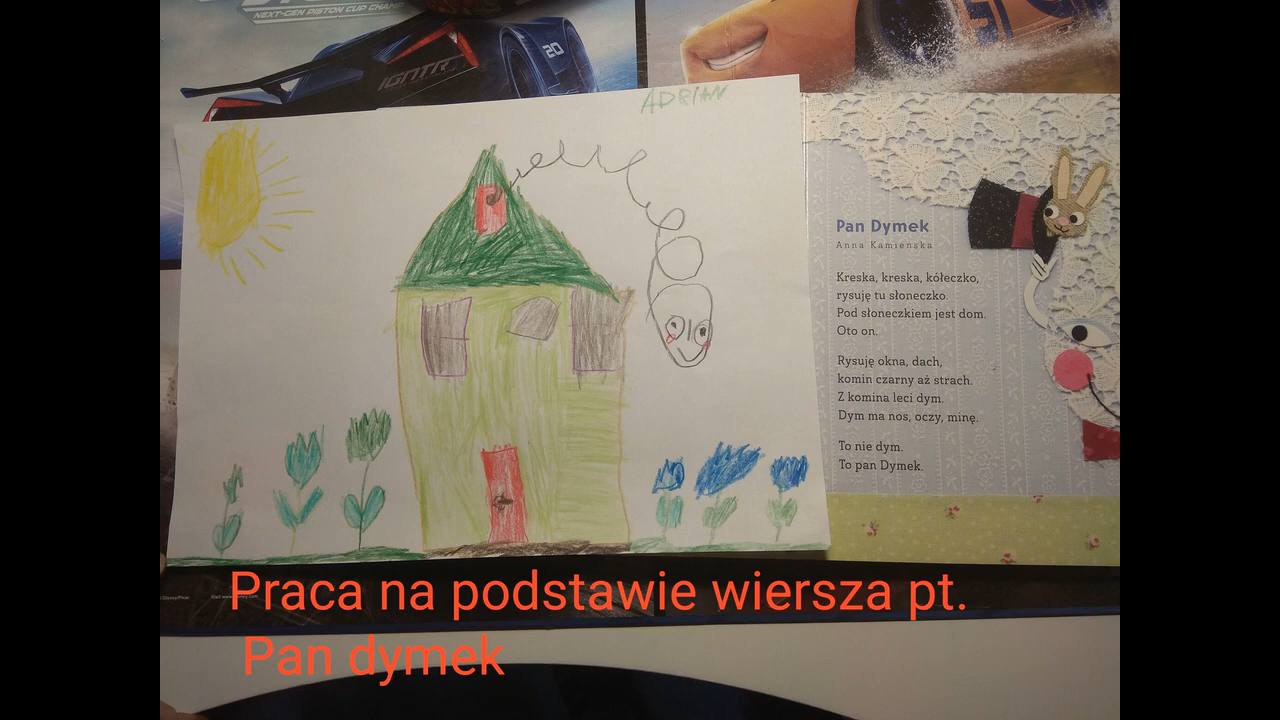 NEXT-GEN PISTON CUP CHAMP
IGNTR
20
ADRIAN
Pan Dymek
Anna Kamieńska
Kreska, kreska, kółeczko,
rysuję tu słoneczko.
Pod słoneczkiem jest dom.
Oto on.
Rysuję okna, dach,
komin czarny aż strach.
Z komina leci dym.
Dym ma nos, oczy, minę.
To nie dym.
To pan Dymek.
Disney/Pixar
Praca na podstawie wiersza pt.
Pan dymek